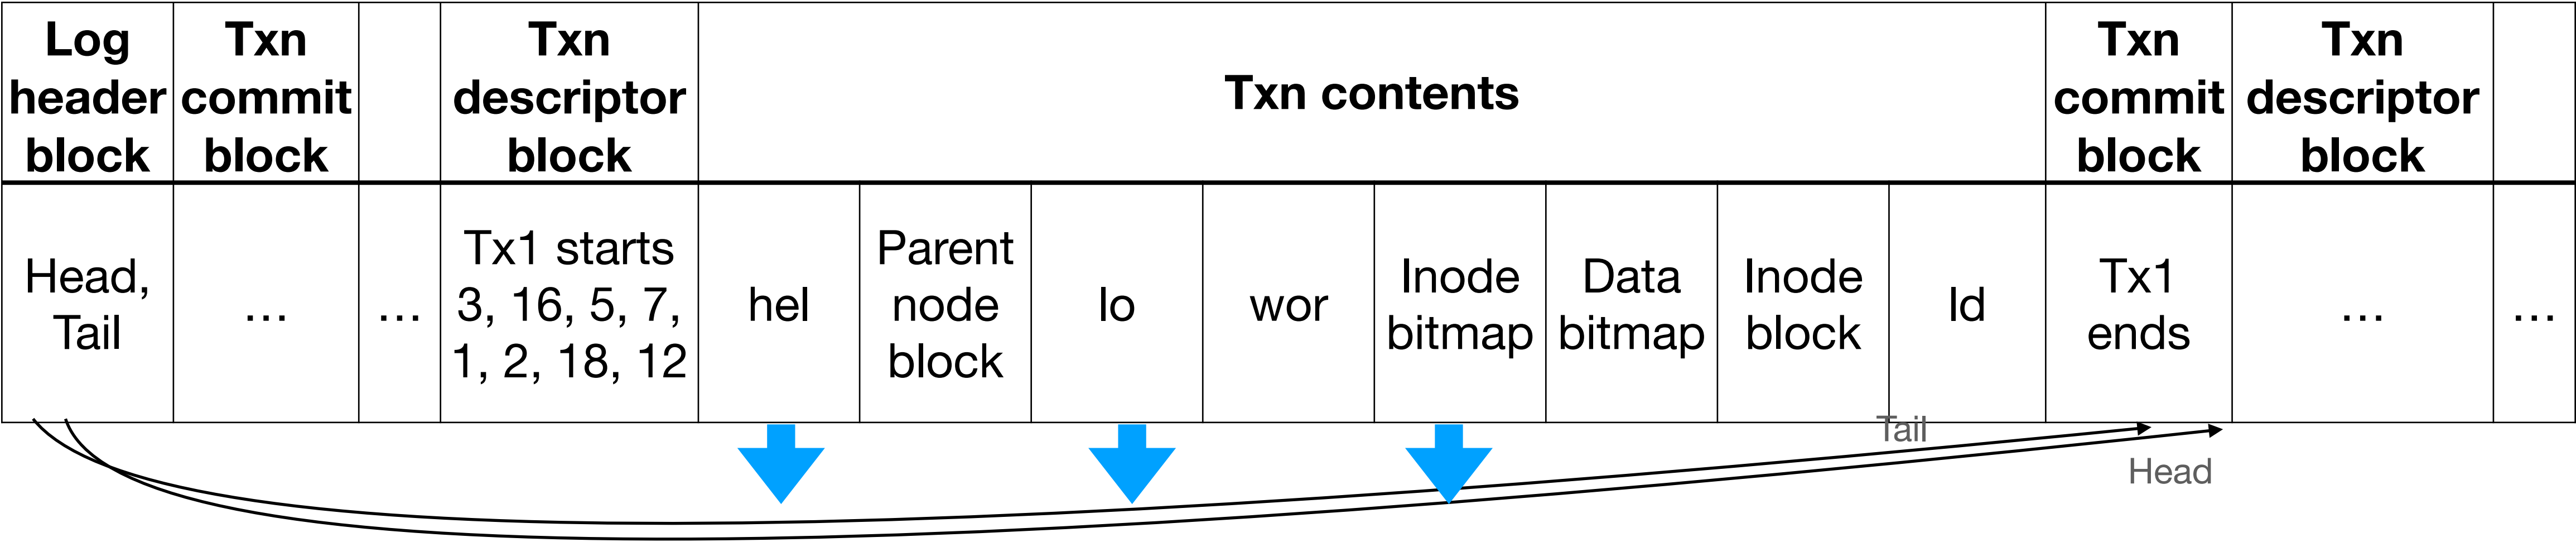 Log
header
block
Txn
commit
block
Txn
descriptor
block
Txn contents
Txn
commit
block
Txn
descriptor
block
Head,
Tail
...
...
Tx1 starts
3, 16, 5, 7,
1, 2, 18, 12
hel
Parent
node
block
lo
wor
Inode
bitmap
Data
bitmap
Inode
block
ld
Tx1
ends
...
...
Tail
Head